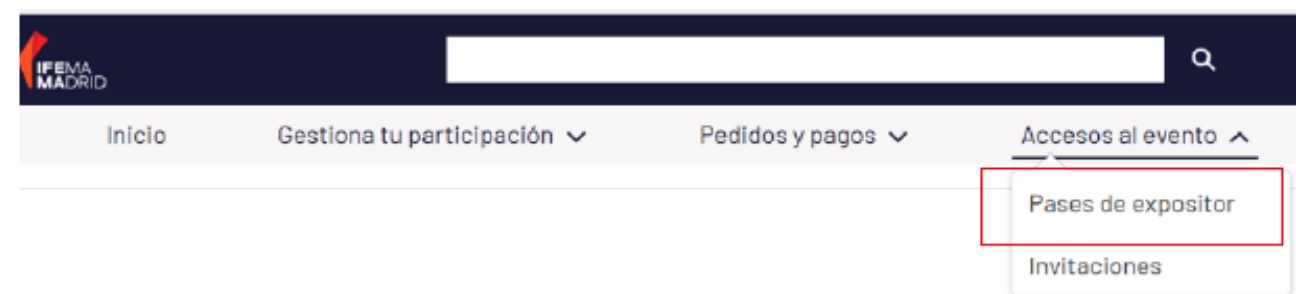 IFEMA
MADRID
Inicio Gestiona tu participación Pedidos y pagos Accesos al evento
Pases de expositor
Invitaciones